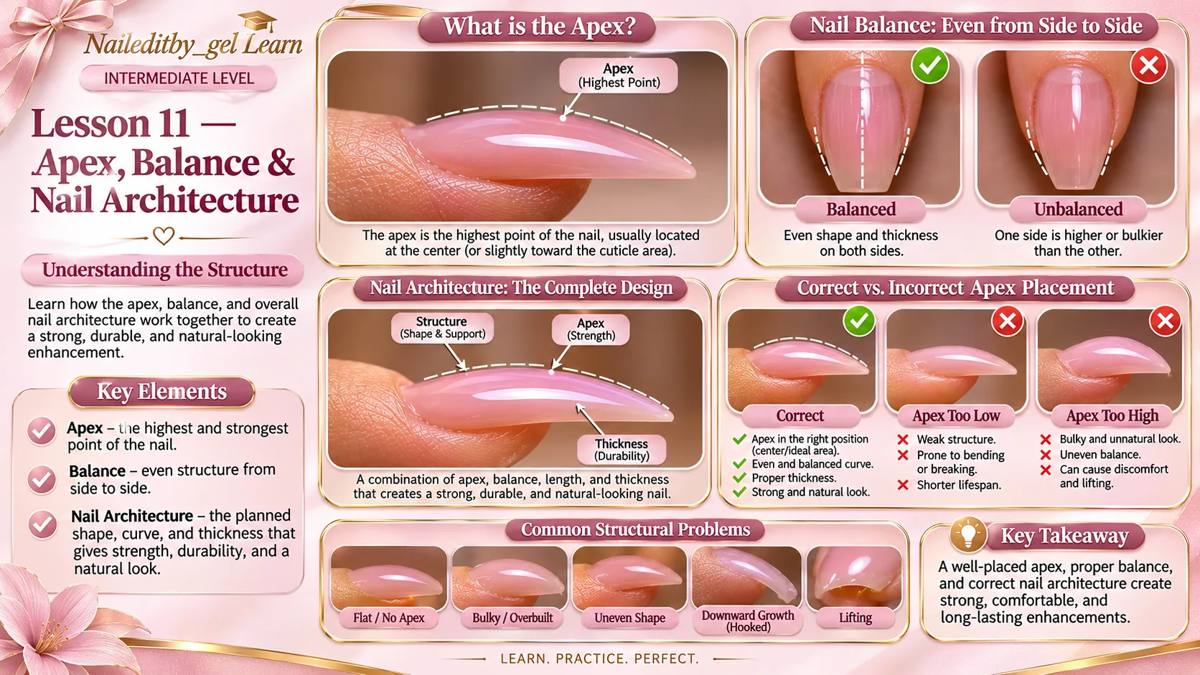 Naileditby_gel Learn
INTERMEDIATE LEVEL
Lesson 11 —
Apex, Balance &
Nail Architecture
Understanding the Structure
Learn how the apex, balance, and overall
nail architecture work together to create
a strong, durable, and natural-looking
enhancement.
Key Elements
Apex – the highest and strongest
point of the nail.
Balance – even structure from
side to side.
Nail Architecture – the planned
shape, curve, and thickness that
gives strength, durability, and a
natural look.
What is the Apex?
Apex
(Highest Point)
The apex is the highest point of the nail, usually located
at the center (or slightly toward the cuticle area).
Nail Balance: Even from Side to Side
Balanced
Even shape and thickness
on both sides.
Unbalanced
One side is higher or bulkier
than the other.
Nail Architecture: The Complete Design
Structure
(Shape & Support)
Apex
(Strength)
Thickness
(Durability)
A combination of apex, balance, length, and thickness
that creates a strong, durable, and natural-looking nail.
Correct vs. Incorrect Apex Placement
Correct
Apex in the right position
(center/ideal area).
Even and balanced curve.
Proper thickness.
Strong and natural look.
Apex Too Low
Weak structure.
Prone to bending
or breaking.
Shorter lifespan.
Apex Too High
Bulky and unnatural look.
Uneven balance.
Can cause discomfort
and lifting.
Common Structural Problems
Flat / No Apex
Bulky / Overbuilt
Uneven Shape
Downward Growth
(Hooked)
Lifting
Key Takeaway
A well-placed apex, proper balance,
and correct nail architecture create
strong, comfortable, and
long-lasting enhancements.
LEARN. PRACTICE. PERFECT.